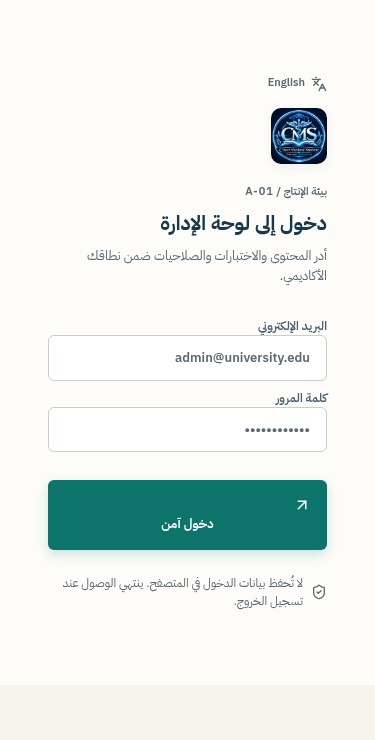 English
CMS
بيئة الإنتاج / A-01
دخول إلى لوحة الإدارة
أدر المحتوى والاختبارات والصلاحيات ضمن نطاقك
الأكاديمي.
البريد الإلكتروني
admin@university.edu
كلمة المرور
••••••••••••
دخول آمن
لا تُحفظ بيانات الدخول في المتصفح. ينتهي الوصول عند
تسجيل الخروج.